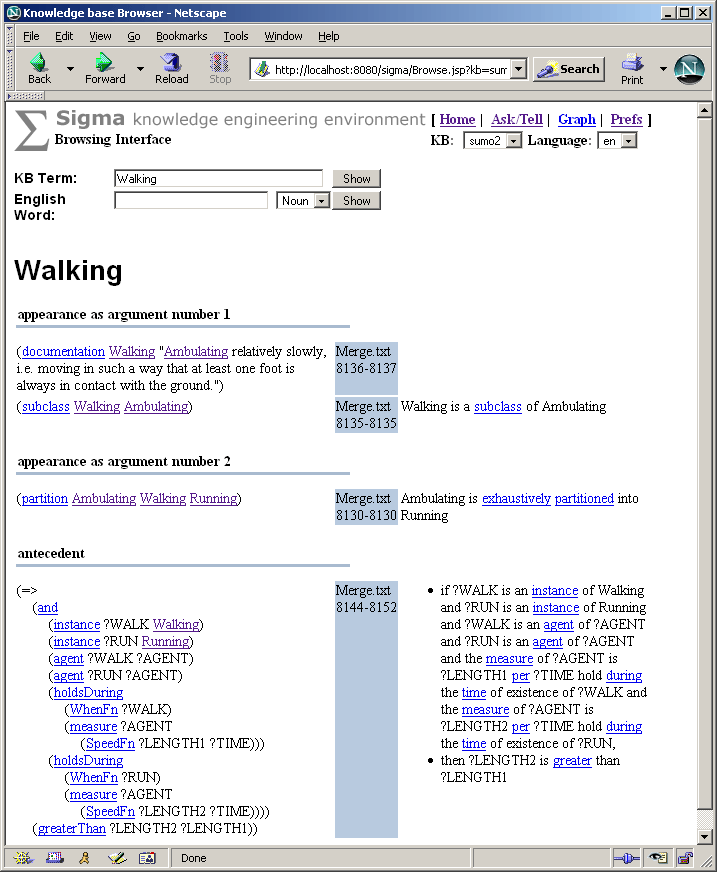 Knowledge base Browser - Netscape
File Edit View Go Bookmarks Tools Window Help
Back Forward Reload Stop http://localhost:8080/sigma/Browse.jsp?kb=sum Search Print N
Sigma knowledge engineering environment [ Home | Ask/Tell | Graph | Prefs ]
Browsing Interface KB: sumo2 Language: en
KB Term: Walking Show
English Noun Show
Word:
Walking
appearance as argument number 1
(documentation Walking "Ambulating relatively slowly, Merge.txt
i.e. moving in such a way that at least one foot is 8136-8137
always in contact with the ground.")
(subclass Walking Ambulating) Merge.txt Walking is a subclass of Ambulating
8135-8135
appearance as argument number 2
(partition Ambulating Walking Running) Merge.txt Ambulating is exhaustively partitioned into
8130-8130 Running
antecedent
(=> Merge.txt • if ?WALK is an instance of Walking
(and 8144-8152 and ?RUN is an instance of Running
(instance ?WALK Walking) and ?WALK is an agent of ?AGENT
(instance ?RUN Running) and ?RUN is an agent of ?AGENT
(agent ?WALK ?AGENT) and the measure of ?AGENT is
(agent ?RUN ?AGENT) ?LENGTH1 per ?TIME hold during
(holdsDuring the time of existence of ?WALK and
(WhenFn ?WALK) the measure of ?AGENT is
(measure ?AGENT ?LENGTH2 per ?TIME hold during
(SpeedFn ?LENGTH1 ?TIME))) the time of existence of ?RUN,
(holdsDuring • then ?LENGTH2 is greater than
(WhenFn ?RUN) ?LENGTH1
(measure ?AGENT
(SpeedFn ?LENGTH2 ?TIME))))
(greaterThan ?LENGTH2 ?LENGTH1))
Done